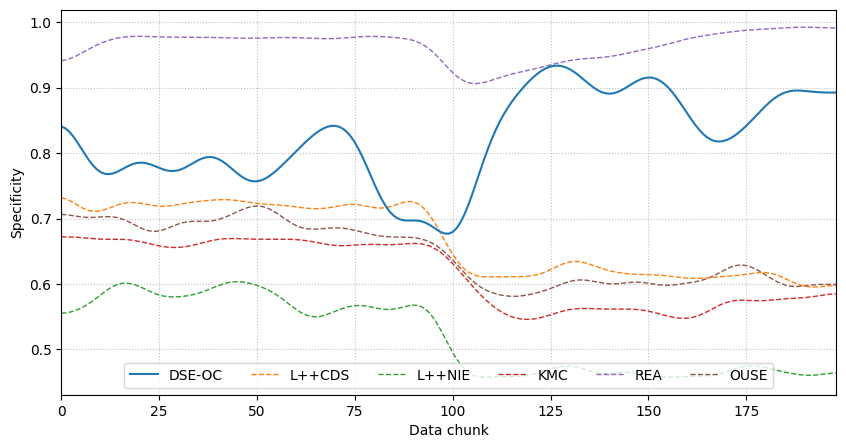 1.0
0.9
0.8
0.7
0.6
0.5
Specificity
DSE-OC L++CDS L++NIE KMC REA OUSE
0 25 50 75 100 125 150 175
Data chunk